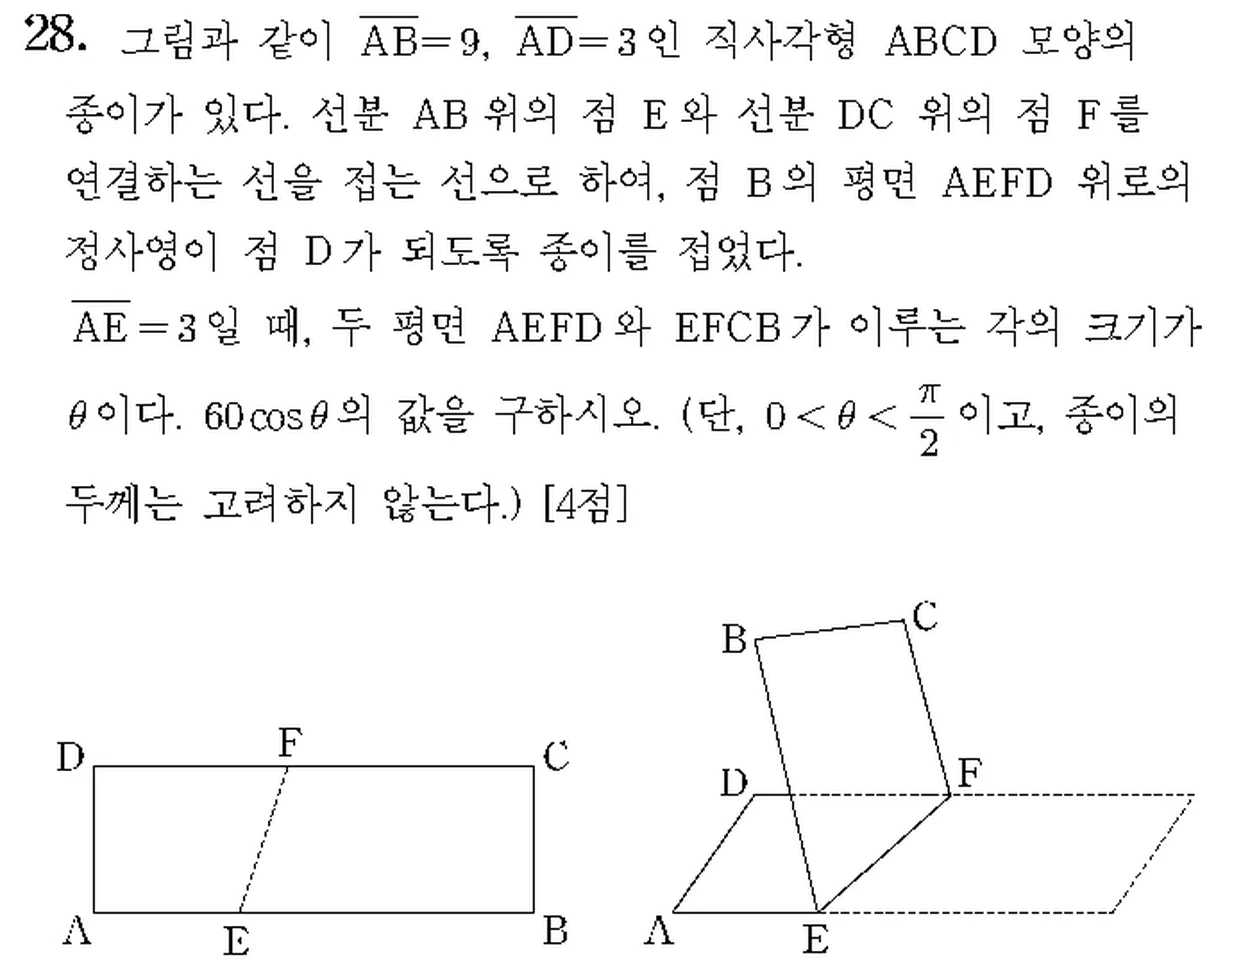 28. 그림과 같이 AB=9, AD=3인 직사각형 ABCD 모양의
종이가 있다. 선분 AB 위의 점 E와 선분 DC 위의 점 F를
연결하는 선을 접는 선으로 하여, 점 B의 평면 AEFD 위로의
정사영이 점 D가 되도록 종이를 접었다.
AE=3일 때, 두 평면 AEFD와 EFCB가 이루는 각의 크기가
θ이다. 60cosθ의 값을 구하시오. (단, 0<θ<π/2이고, 종이의
두께는 고려하지 않는다.) [4점]
B C
D F C D F
A E B A E